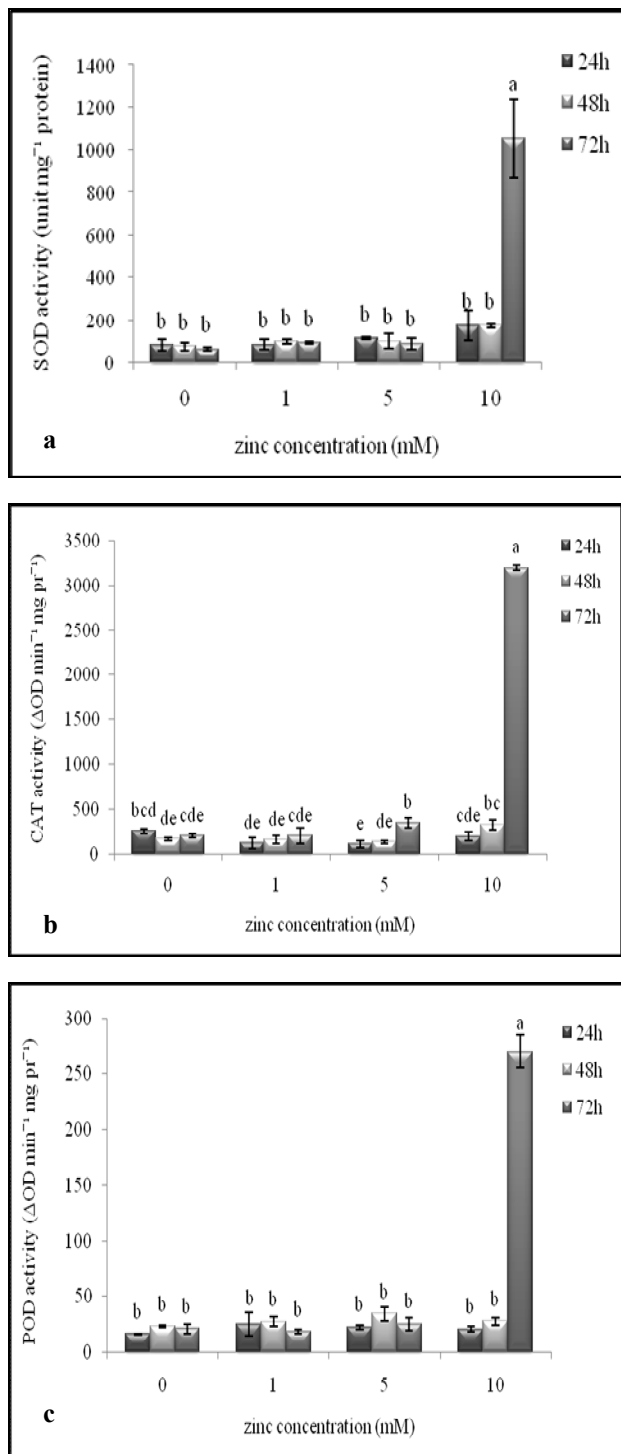 SOD activity (unit mg⁻¹ protein)
1400
1200
1000
800
600
400
200
0
b b b
b b b
b b b
b b
a
0 1 5 10
zinc concentration (mM)
24h
48h
72h
a
CAT activity (ΔOD min⁻¹ mg pr⁻¹)
3500
3000
2500
2000
1500
1000
500
0
bcd de cde
de de cde
e de b
cde bc
a
0 1 5 10
zinc concentration (mM)
24h
48h
72h
b
POD activity (ΔOD min⁻¹ mg pr⁻¹)
300
250
200
150
100
50
0
b b b
b b b
b b b
b b
a
0 1 5 10
zinc concentration (mM)
24h
48h
72h
c